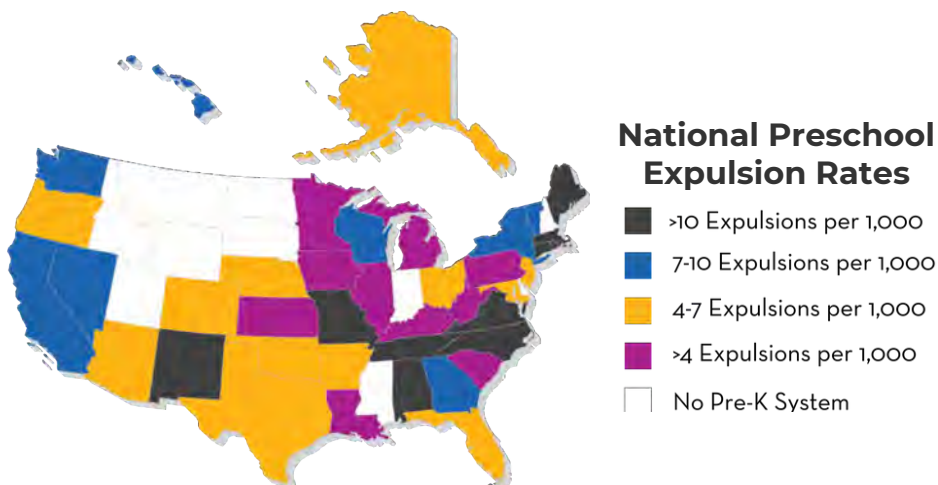 National Preschool
Expulsion Rates
>10 Expulsions per 1,000
7-10 Expulsions per 1,000
4-7 Expulsions per 1,000
>4 Expulsions per 1,000
No Pre-K System